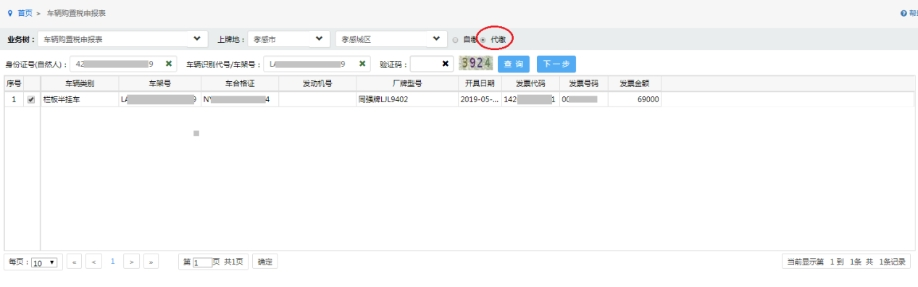 首页 > 车辆购置税申报表
业务树： 车辆购置税申报表 上牌地： 孝感市 孝感城区 自缴 代缴
身份证号(自然人)： 42 9 车辆识别代号/车架号： L 9 验证码： 3924 查 询 下一步
序号 车辆类别 车架号 车合格证 发动机号 厂牌型号 开具日期 发票代码 发票号码 发票金额
1 栏板半挂车 L 9 4 同强牌LJL9402 2019-05-... 142 1 00 69000
每页： 10 « < 1 > » 第 1 页 共1页 确定 当前显示第 1 到 1条 共 1条记录